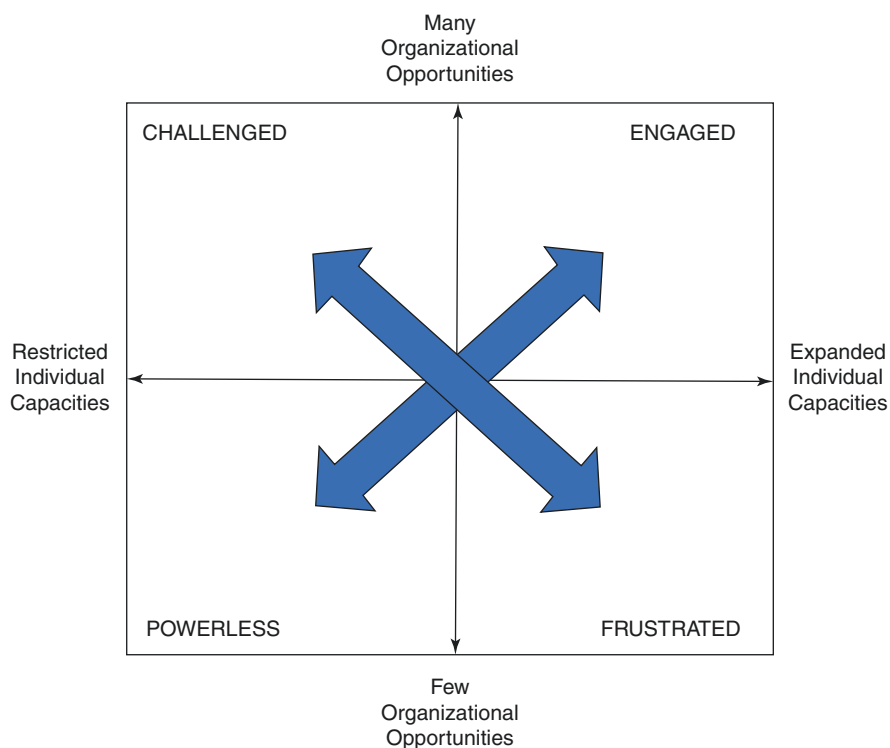 Many
Organizational
Opportunities
CHALLENGED
ENGAGED
Restricted
Individual
Capacities
Expanded
Individual
Capacities
POWERLESS
FRUSTRATED
Few
Organizational
Opportunities